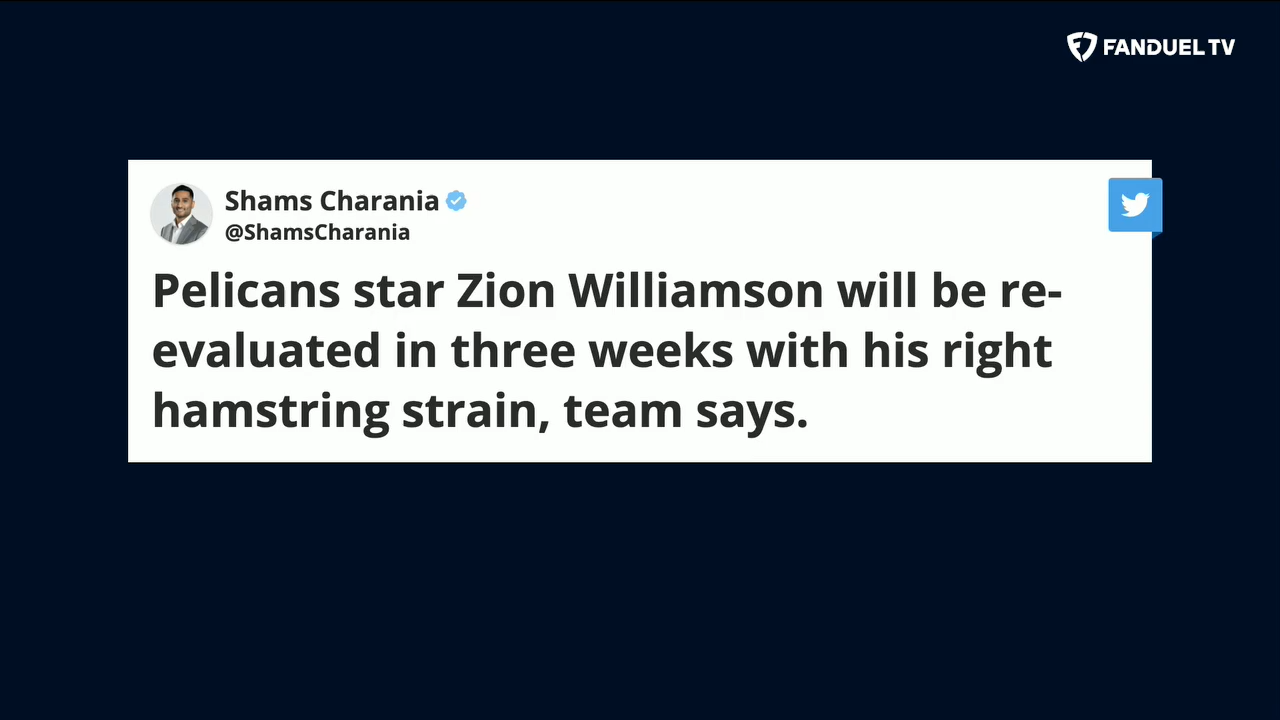 FANDUEL TV
Shams Charania
@ShamsCharania
Pelicans star Zion Williamson will be re-
evaluated in three weeks with his right
hamstring strain, team says.